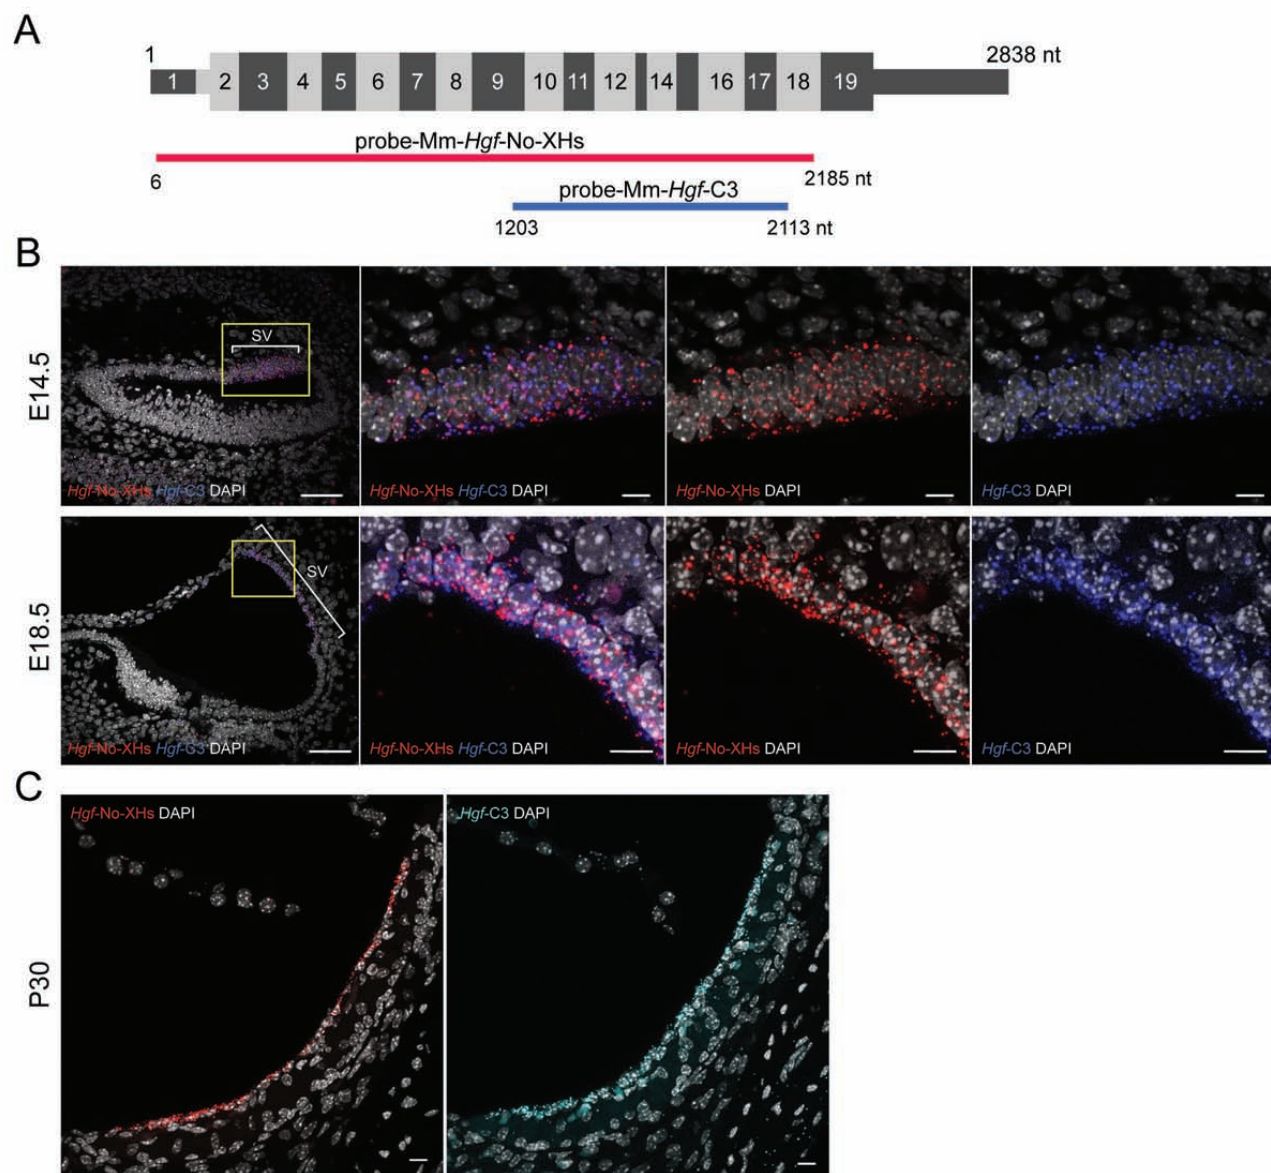 A
1
2838 nt
1 2 3 4 5 6 7 8 9 10 11 12 14 16 17 18 19
probe-Mm-Hgf-No-XHs
6
2185 nt
probe-Mm-Hgf-C3
1203
2113 nt
B
E14.5
SV
Hgf-No-XHs Hgf-C3 DAPI
Hgf-No-XHs Hgf-C3 DAPI
Hgf-No-XHs DAPI
Hgf-C3 DAPI
E18.5
SV
Hgf-No-XHs Hgf-C3 DAPI
Hgf-No-XHs Hgf-C3 DAPI
Hgf-No-XHs DAPI
Hgf-C3 DAPI
C
P30
Hgf-No-XHs DAPI
Hgf-C3 DAPI